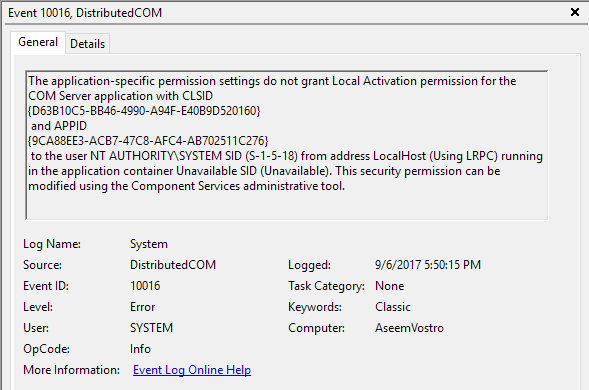 Event 10016, DistributedCOM
General Details
The application-specific permission settings do not grant Local Activation permission for the
COM Server application with CLSID
{D63B10C5-BB46-4990-A94F-E40B9D520160}
and APPID
{9CA88EE3-ACB7-47C8-AFC4-AB702511C276}
to the user NT AUTHORITY\SYSTEM SID (S-1-5-18) from address LocalHost (Using LRPC) running
in the application container Unavailable SID (Unavailable). This security permission can be
modified using the Component Services administrative tool.
Log Name: System
Source: DistributedCOM Logged: 9/6/2017 5:50:15 PM
Event ID: 10016 Task Category: None
Level: Error Keywords: Classic
User: SYSTEM Computer: AseemVostro
OpCode: Info
More Information: Event Log Online Help